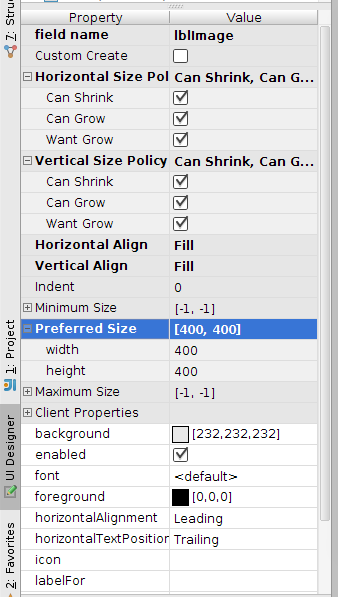 Property Value
field name lblImage
Custom Create
Horizontal Size Pol Can Shrink, Can G...
Can Shrink
Can Grow
Want Grow
Vertical Size Policy Can Shrink, Can G...
Can Shrink
Can Grow
Want Grow
Horizontal Align Fill
Vertical Align Fill
Indent 0
Minimum Size [-1, -1]
Preferred Size [400, 400]
width 400
height 400
Maximum Size [-1, -1]
Client Properties
background [232,232,232]
enabled
font <default>
foreground [0,0,0]
horizontalAlignment Leading
horizontalTextPosition Trailing
icon
labelFor
7: Stru
1: Project
UI Designer
2: Favorites